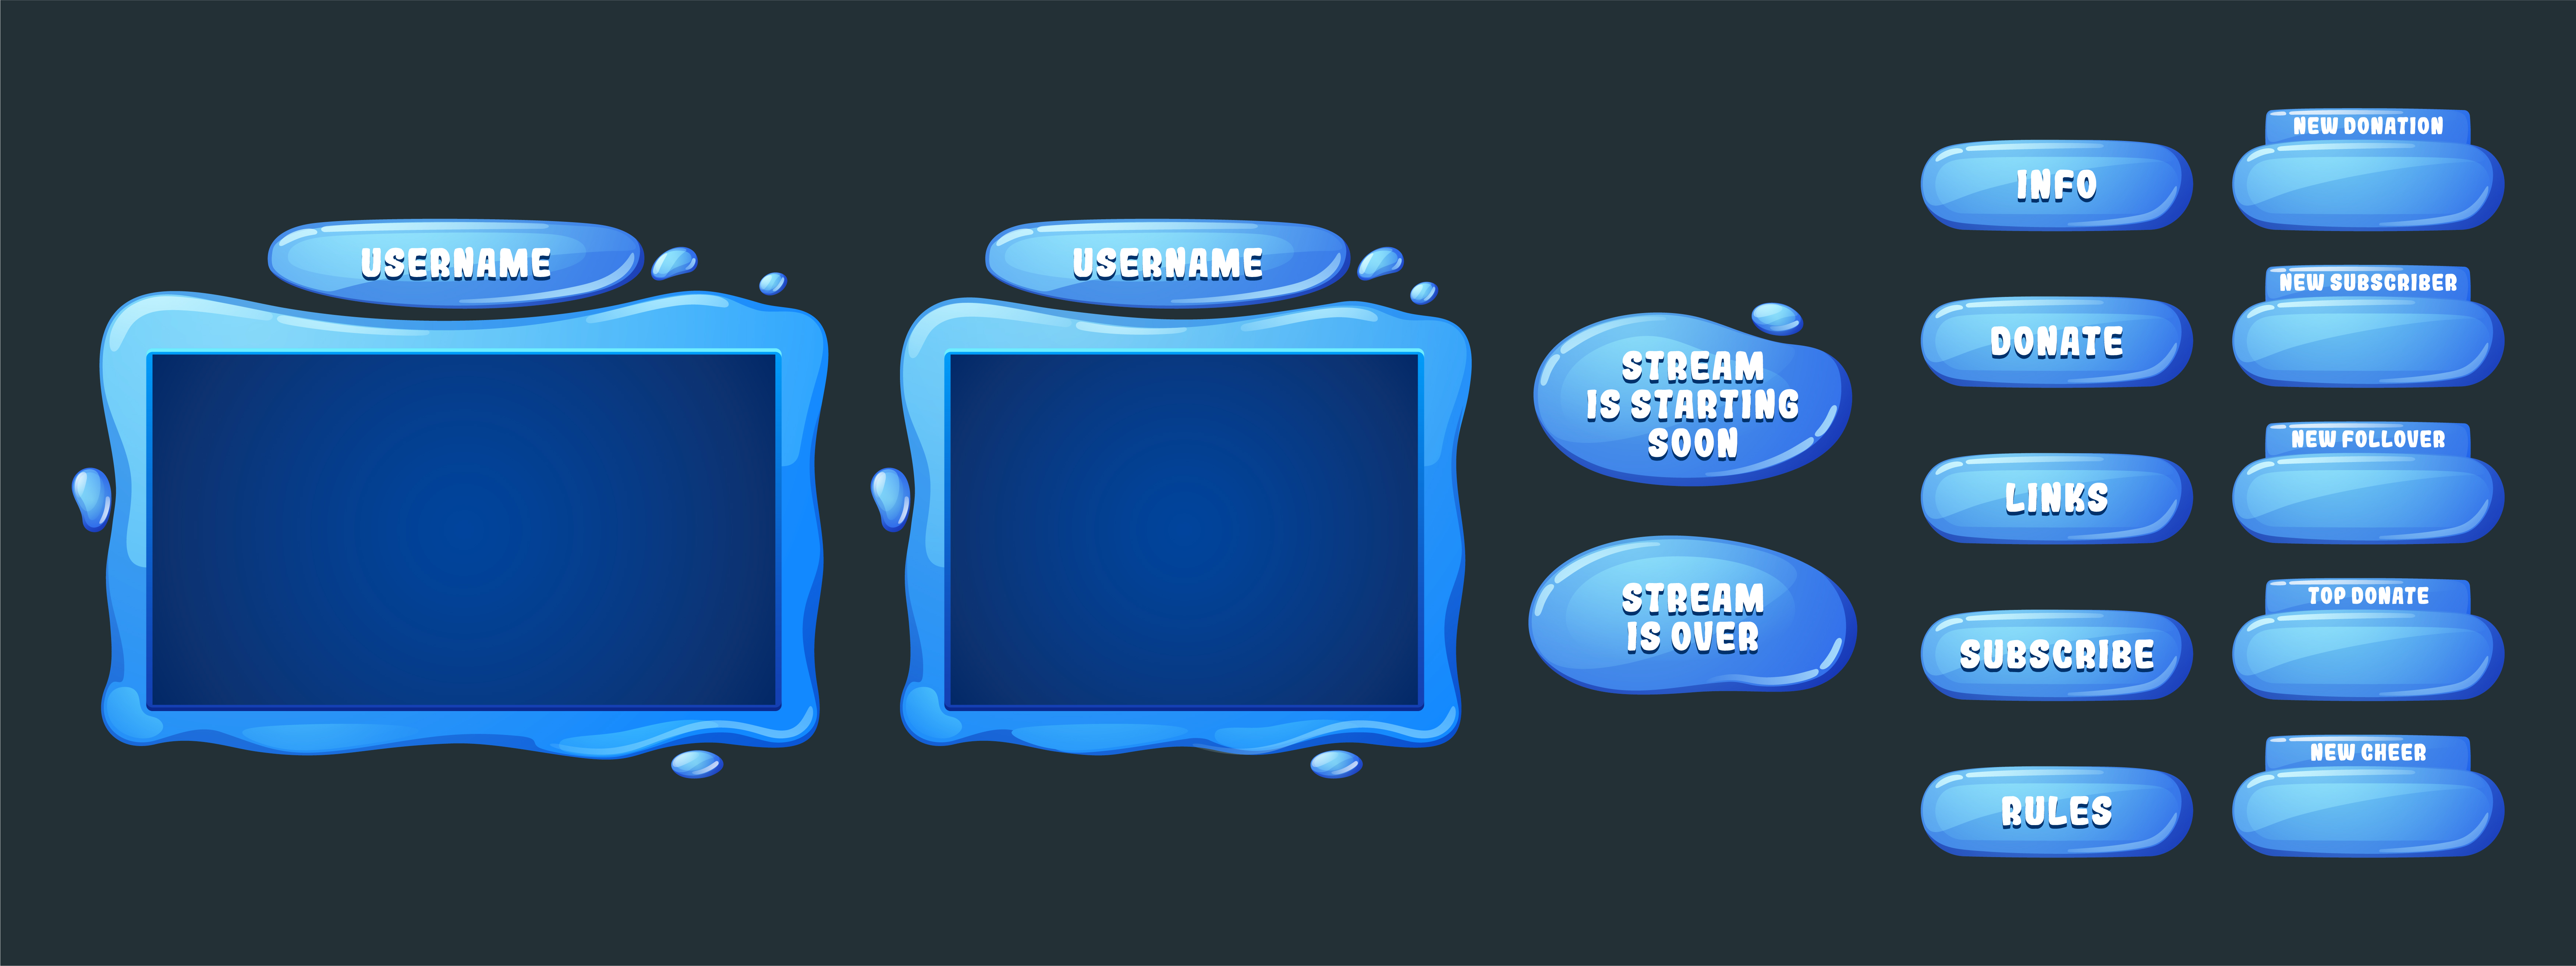 USERNAME
USERNAME
STREAM
IS STARTING
SOON
STREAM
IS OVER
INFO
DONATE
LINKS
SUBSCRIBE
RULES
NEW DONATION
NEW SUBSCRIBER
NEW FOLLOVER
TOP DONATE
NEW CHEER